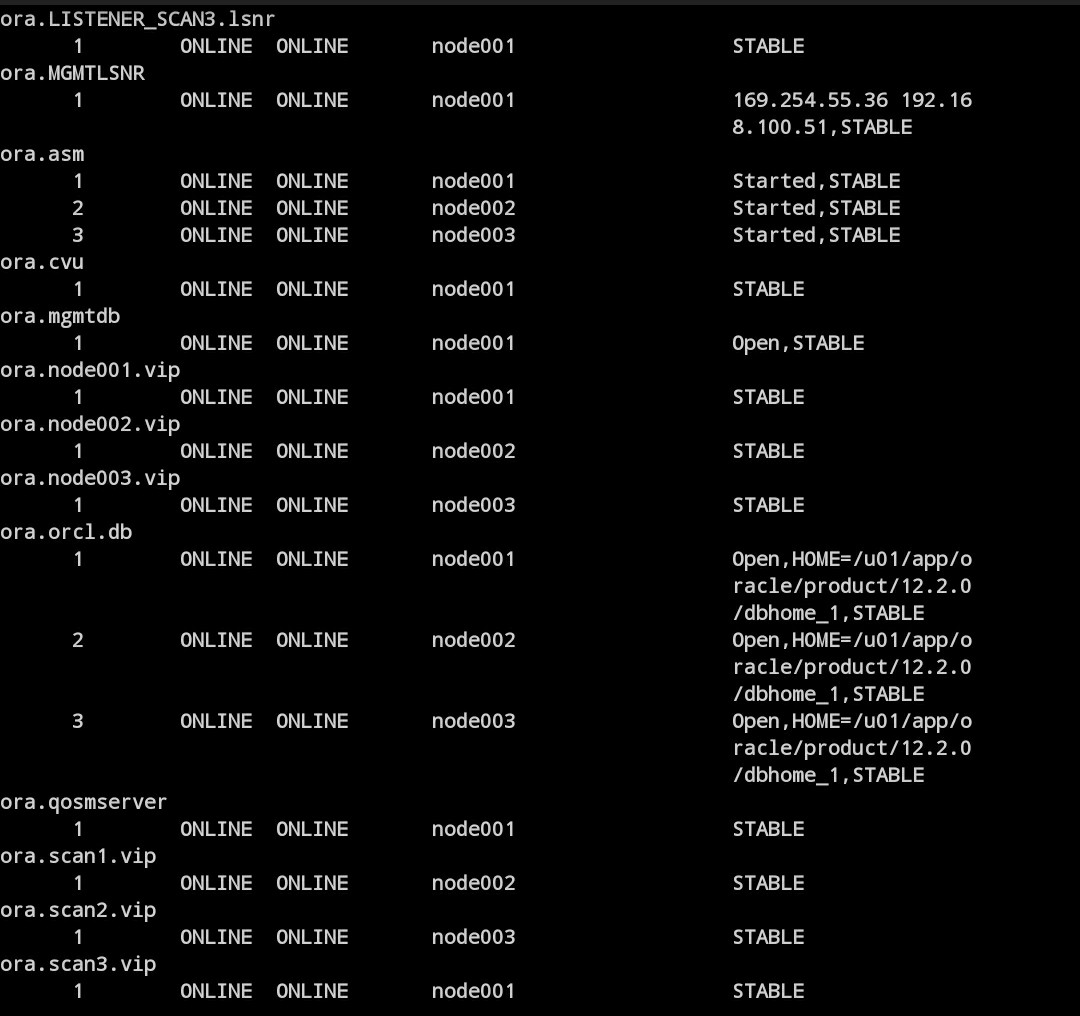 ora.LISTENER_SCAN3.lsnr
1 ONLINE ONLINE node001 STABLE
ora.MGMTLSNR
1 ONLINE ONLINE node001 169.254.55.36 192.16
8.100.51,STABLE
ora.asm
1 ONLINE ONLINE node001 Started,STABLE
2 ONLINE ONLINE node002 Started,STABLE
3 ONLINE ONLINE node003 Started,STABLE
ora.cvu
1 ONLINE ONLINE node001 STABLE
ora.mgmtdb
1 ONLINE ONLINE node001 Open,STABLE
ora.node001.vip
1 ONLINE ONLINE node001 STABLE
ora.node002.vip
1 ONLINE ONLINE node002 STABLE
ora.node003.vip
1 ONLINE ONLINE node003 STABLE
ora.orcl.db
1 ONLINE ONLINE node001 Open,HOME=/u01/app/o
racle/product/12.2.0
/dbhome_1,STABLE
2 ONLINE ONLINE node002 Open,HOME=/u01/app/o
racle/product/12.2.0
/dbhome_1,STABLE
3 ONLINE ONLINE node003 Open,HOME=/u01/app/o
racle/product/12.2.0
/dbhome_1,STABLE
ora.qosmserver
1 ONLINE ONLINE node001 STABLE
ora.scan1.vip
1 ONLINE ONLINE node002 STABLE
ora.scan2.vip
1 ONLINE ONLINE node003 STABLE
ora.scan3.vip
1 ONLINE ONLINE node001 STABLE